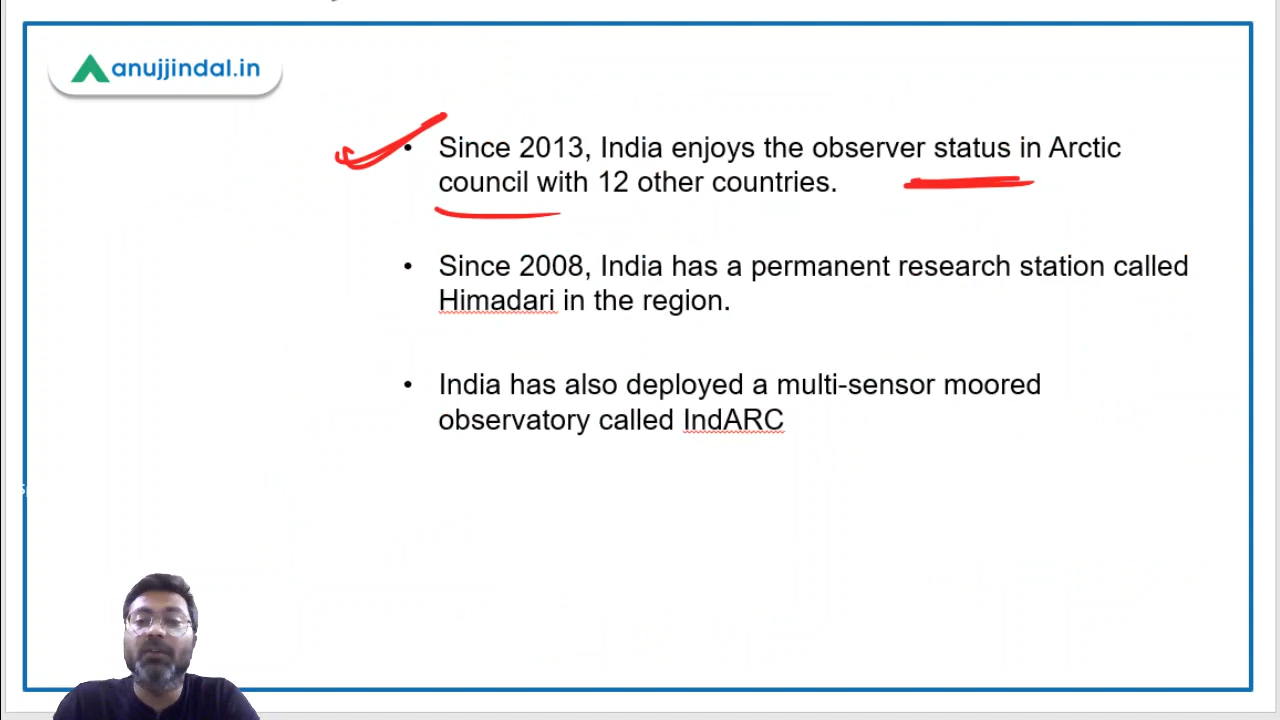 anujjindal.in
• Since 2013, India enjoys the observer status in Arctic
council with 12 other countries.
• Since 2008, India has a permanent research station called
Himadari in the region.
• India has also deployed a multi-sensor moored
observatory called IndARC